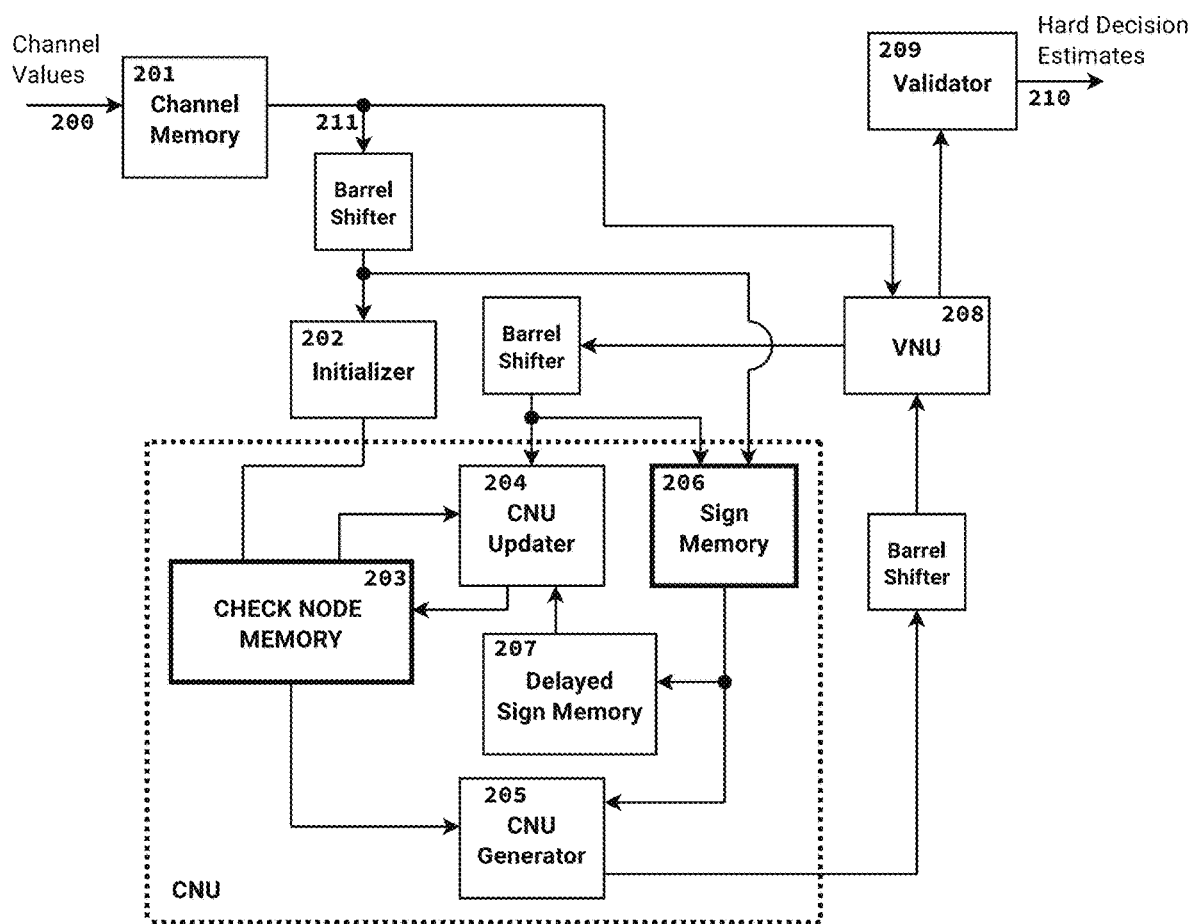 Channel
Values
200
201
Channel
Memory
211
Barrel
Shifter
209
Validator
Hard Decision
Estimates
210
202
Initializer
Barrel
Shifter
208
VNU
204
CNU
Updater
206
Sign
Memory
203
CHECK NODE
MEMORY
207
Delayed
Sign Memory
Barrel
Shifter
205
CNU
Generator
CNU